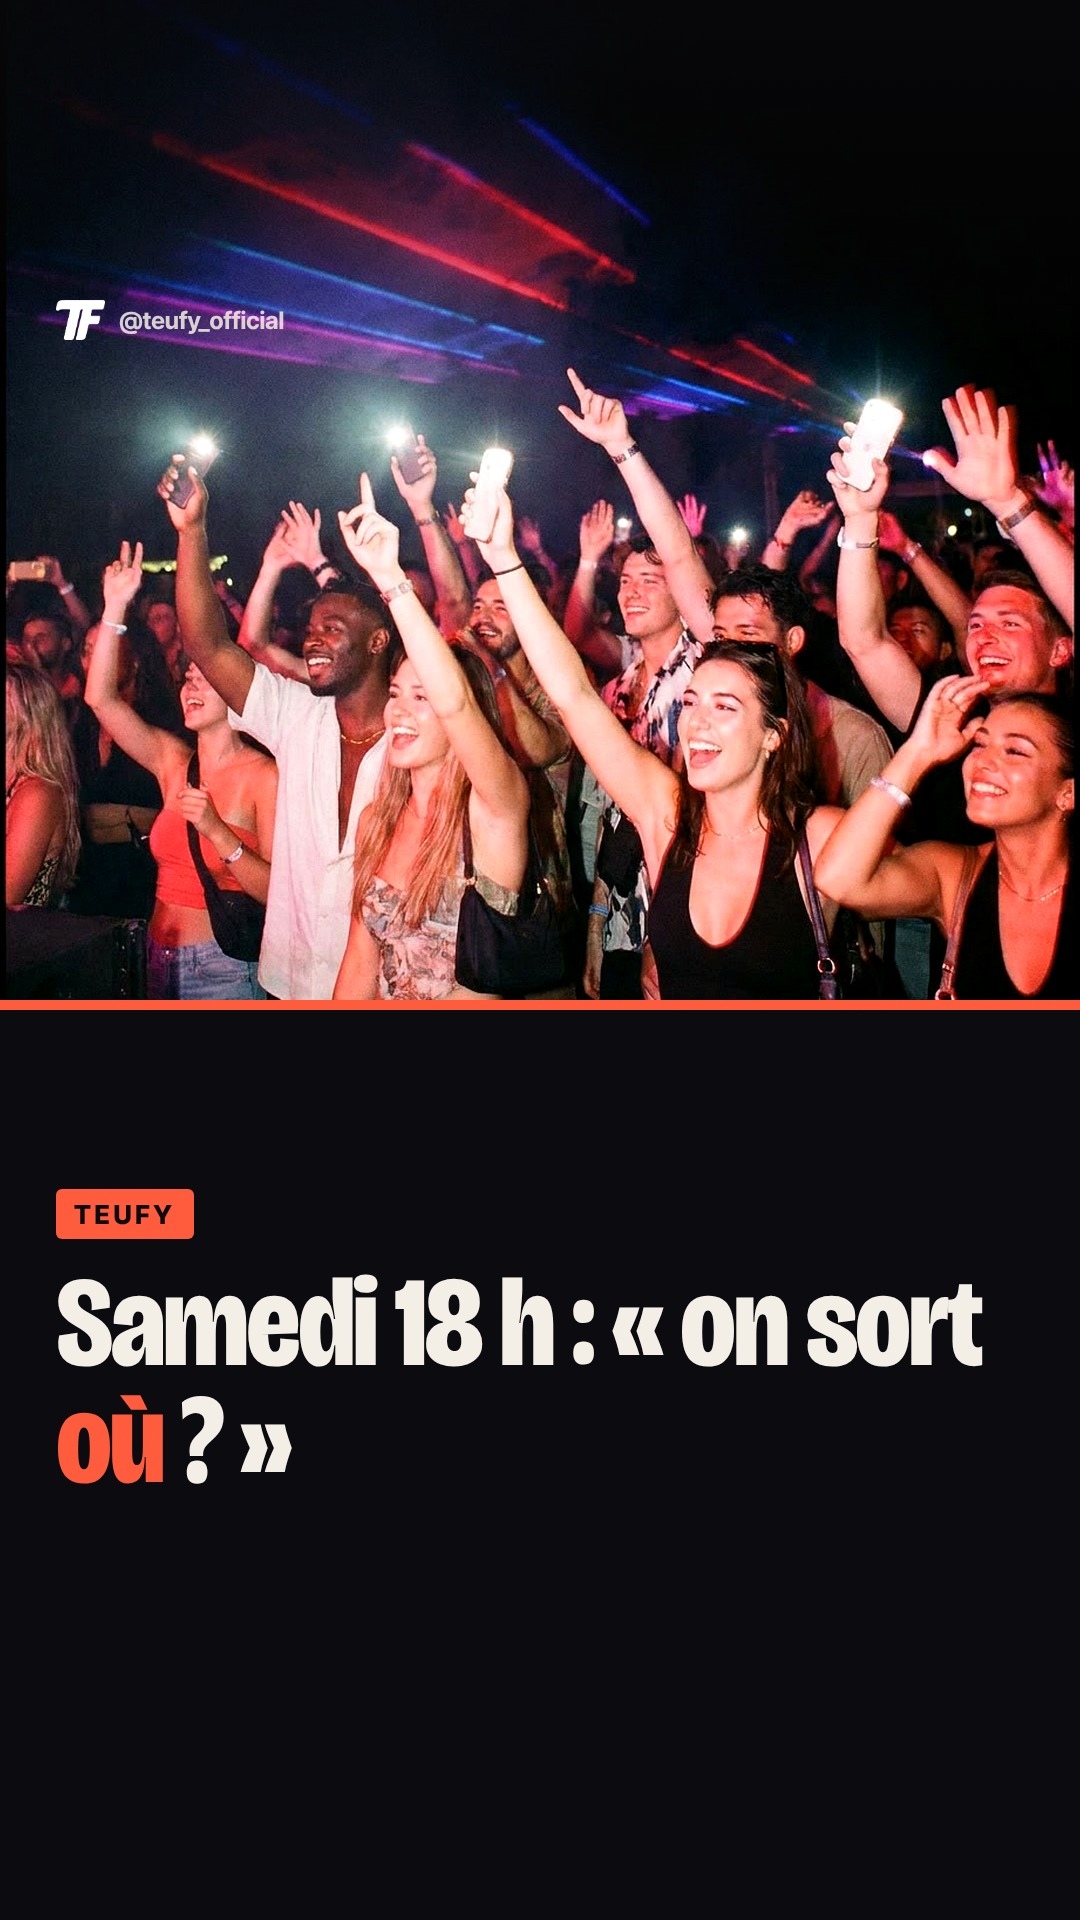 TF @teufy_official
TEUFY
Samedi 18 h : « on sort
où ? »